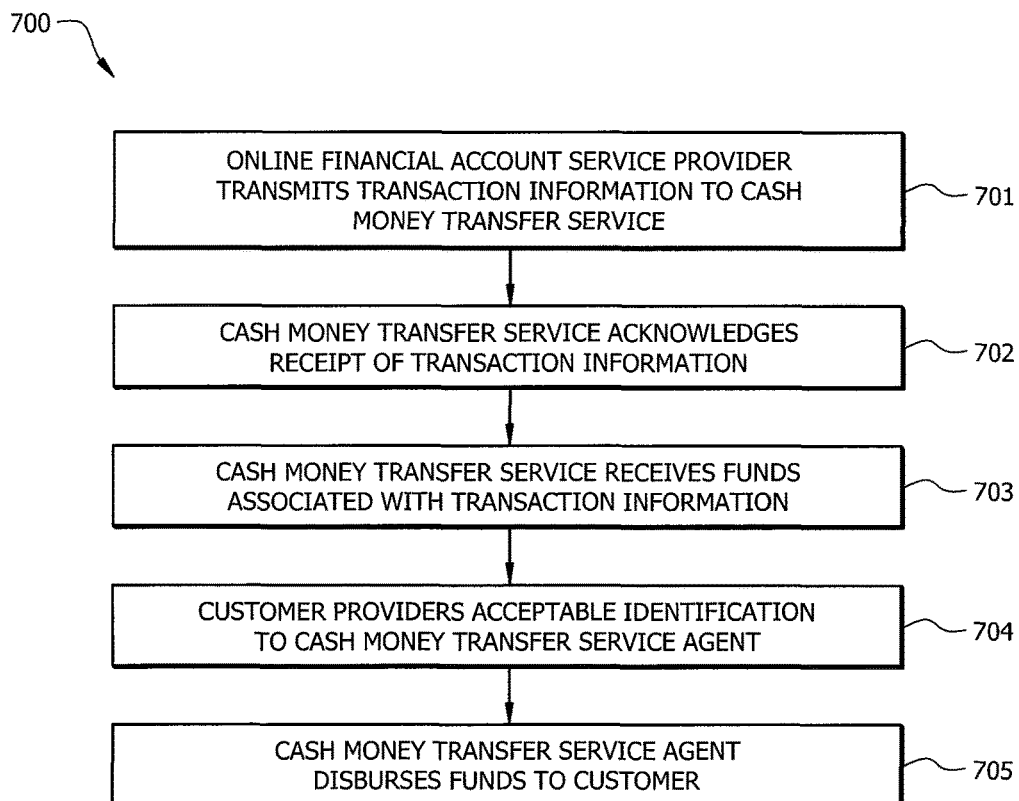 700
ONLINE FINANCIAL ACCOUNT SERVICE PROVIDER
TRANSMITS TRANSACTION INFORMATION TO CASH
MONEY TRANSFER SERVICE
701
CASH MONEY TRANSFER SERVICE ACKNOWLEDGES
RECEIPT OF TRANSACTION INFORMATION
702
CASH MONEY TRANSFER SERVICE RECEIVES FUNDS
ASSOCIATED WITH TRANSACTION INFORMATION
703
CUSTOMER PROVIDERS ACCEPTABLE IDENTIFICATION
TO CASH MONEY TRANSFER SERVICE AGENT
704
CASH MONEY TRANSFER SERVICE AGENT
DISBURSES FUNDS TO CUSTOMER
705